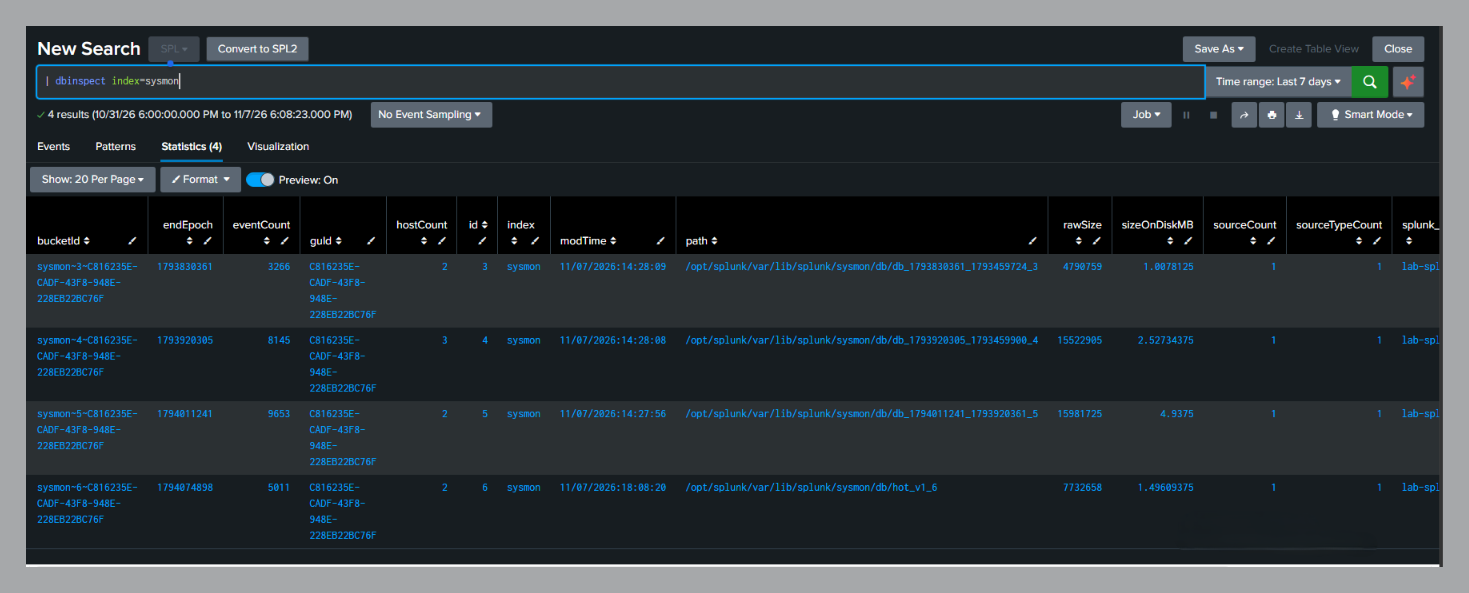 New Search SPL Convert to SPL2 Save As Create Table View Close
| dbinspect index=sysmon Time range: Last 7 days
4 results (10/31/26 6:00:00.000 PM to 11/7/26 6:08:23.000 PM) No Event Sampling Job Smart Mode
Events Patterns Statistics (4) Visualization
Show: 20 Per Page Format Preview: On
bucketId endEpoch eventCount guId hostCount id index modTime path rawSize sizeOnDiskMB sourceCount sourceTypeCount splunk_
sysmon~3~C816235E- 1793830361 3266 C816235E- 2 3 sysmon 11/07/2026:14:28:09 /opt/splunk/var/lib/splunk/sysmon/db/db_1793830361_1793459724_3 4790759 1.0078125 1 1 lab-spl
CADF-43F8-948E- CADF-43F8-
228EB22BC76F 948E-
228EB22BC76F
sysmon~4~C816235E- 1793920305 8145 C816235E- 3 4 sysmon 11/07/2026:14:28:08 /opt/splunk/var/lib/splunk/sysmon/db/db_1793920305_1793459900_4 15522905 2.52734375 1 1 lab-spl
CADF-43F8-948E- CADF-43F8-
228EB22BC76F 948E-
228EB22BC76F
sysmon~5~C816235E- 1794011241 9653 C816235E- 2 5 sysmon 11/07/2026:14:27:56 /opt/splunk/var/lib/splunk/sysmon/db/db_1794011241_1793920361_5 15981725 4.9375 1 1 lab-spl
CADF-43F8-948E- CADF-43F8-
228EB22BC76F 948E-
228EB22BC76F
sysmon~6~C816235E- 1794074898 5011 C816235E- 2 6 sysmon 11/07/2026:18:08:20 /opt/splunk/var/lib/splunk/sysmon/db/hot_v1_6 7732658 1.49609375 1 1 lab-spl
CADF-43F8-948E- CADF-43F8-
228EB22BC76F 948E-
228EB22BC76F